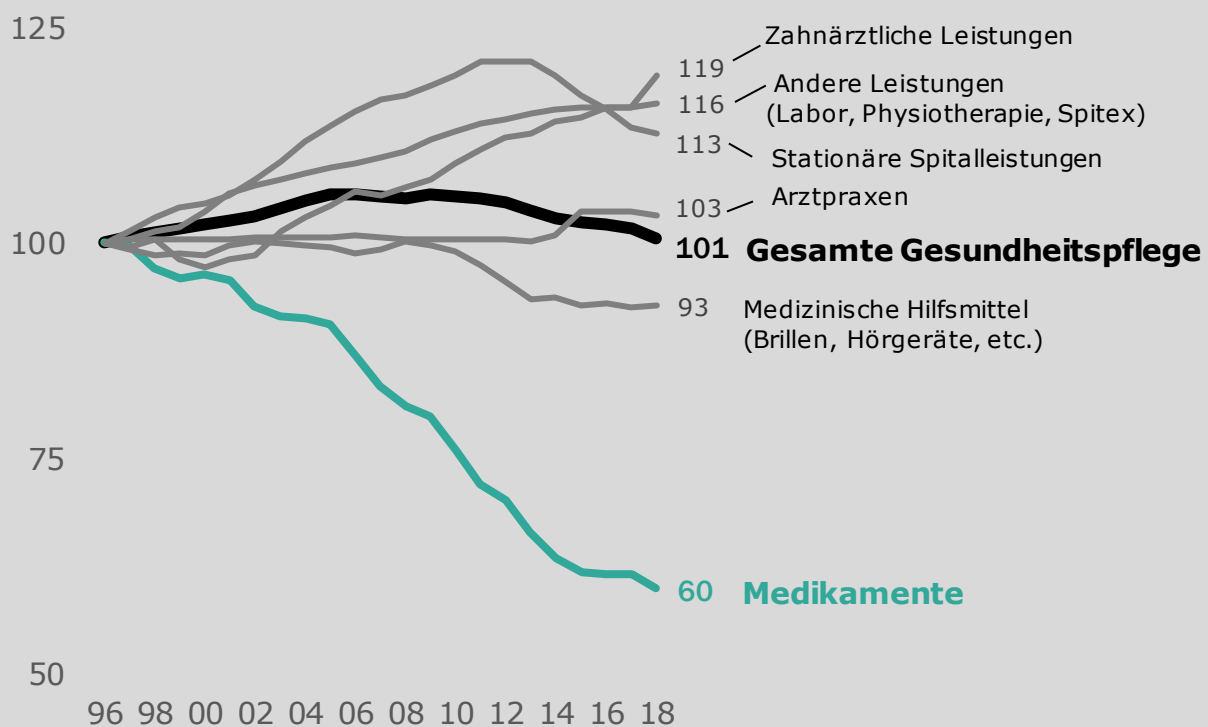 125
Zahnärztliche Leistungen
119
Andere Leistungen
116
(Labor, Physiotherapie, Spitex)
113
Stationäre Spitalleistungen
Arztpraxen
103
100
101 Gesamte Gesundheitspflege
93 Medizinische Hilfsmittel
(Brillen, Hörgeräte, etc.)
75
60 Medikamente
50
96 98 00 02 04 06 08 10 12 14 16 18